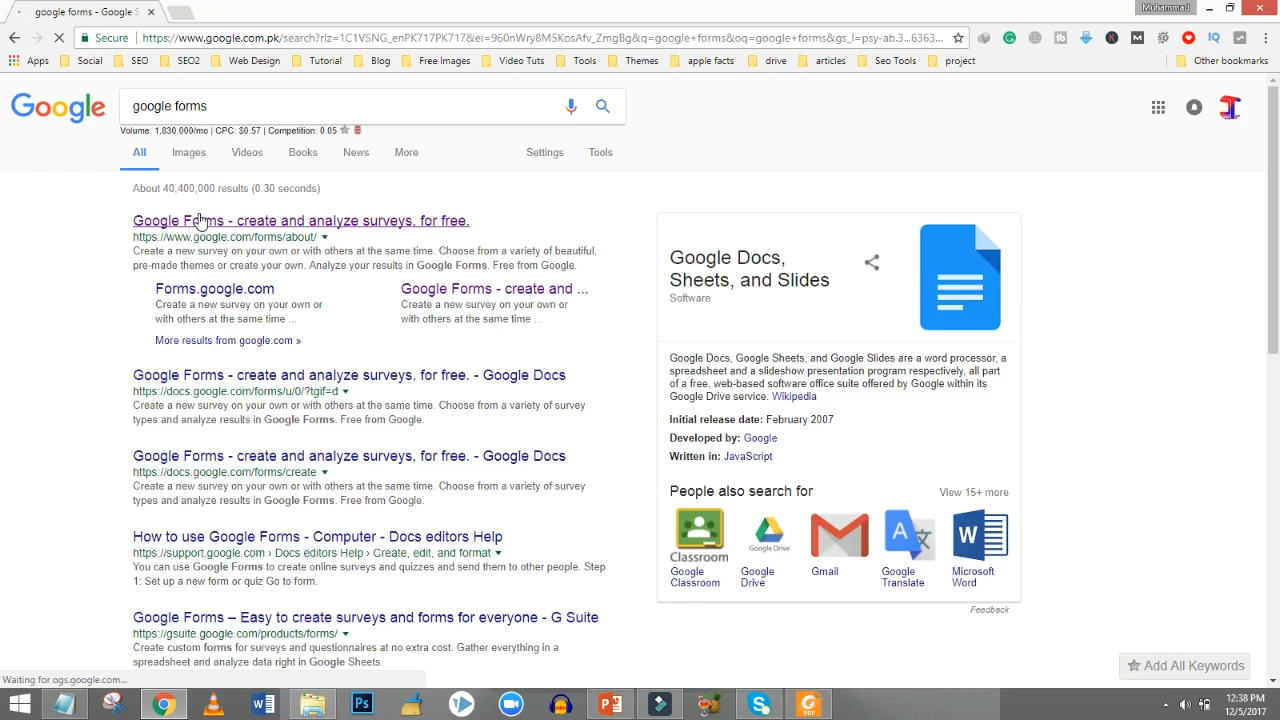 google forms - Google S
Muhammad
Secure https://www.google.com.pk/search?rlz=1C1VSNG_enPK717PK717&ei=960nWry8M5KosAfv_ZmgBg&q=google+forms&oq=google+forms&gs_l=psy-ab.3...6363...
Apps Social SEO SEO2 Web Design Tutorial Blog Free Images Video Tuts Tools Themes apple facts drive articles Seo Tools project Other bookmarks
Google google forms
Volume: 1,830,000/mo | CPC: $0.57 | Competition: 0.05
All Images Videos Books News More Settings Tools
About 40,400,000 results (0.30 seconds)
Google Forms - create and analyze surveys, for free.
https://www.google.com/forms/about/
Create a new survey on your own or with others at the same time. Choose from a variety of beautiful,
pre-made themes or create your own. Analyze your results in Google Forms. Free from Google.
Forms.google.com
Create a new survey on your own or
with others at the same time ...
Google Forms - create and ...
Create a new survey on your own or
with others at the same time ...
More results from google.com »
Google Forms - create and analyze surveys, for free. - Google Docs
https://docs.google.com/forms/u/0/?tgif=d
Create a new survey on your own or with others at the same time. Choose from a variety of survey
types and analyze results in Google Forms. Free from Google.
Google Forms - create and analyze surveys, for free. - Google Docs
https://docs.google.com/forms/create
Create a new survey on your own or with others at the same time. Choose from a variety of survey
types and analyze results in Google Forms. Free from Google.
How to use Google Forms - Computer - Docs editors Help
https://support.google.com › Docs editors Help › Create, edit, and format
You can use Google Forms to create online surveys and quizzes and send them to other people. Step
1: Set up a new form or quiz Go to form.
Google Forms – Easy to create surveys and forms for everyone - G Suite
https://gsuite.google.com/products/forms/
Create custom forms for surveys and questionnaires at no extra cost. Gather everything in a
spreadsheet and analyze data right in Google Sheets.
Google Docs,
Sheets, and Slides
Software
Google Docs, Google Sheets, and Google Slides are a word processor, a
spreadsheet and a slideshow presentation program respectively, all part
of a free, web-based software office suite offered by Google within its
Google Drive service. Wikipedia
Initial release date: February 2007
Developed by: Google
Written in: JavaScript
People also search for View 15+ more
Classroom
Google Drive
W
Google
Classroom
Google
Drive
Gmail
Google
Translate
Microsoft
Word
Feedback
Add All Keywords
Waiting for ogs.google.com...
12:38 PM
12/5/2017